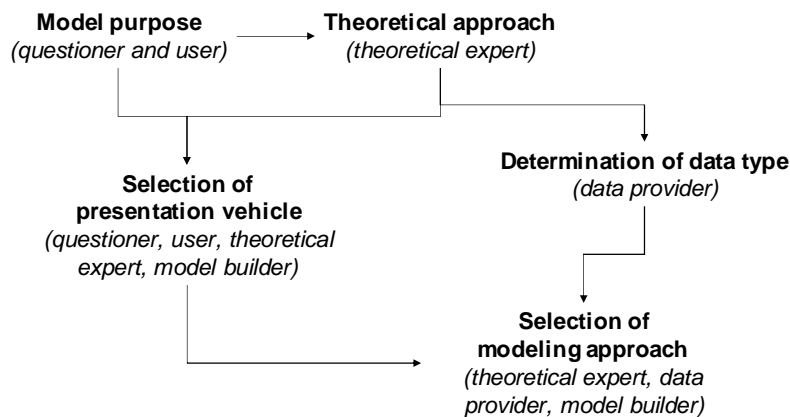 Model purpose
(questioner and user)
Theoretical approach
(theoretical expert)
Determination of data type
(data provider)
Selection of
presentation vehicle
(questioner, user, theoretical
expert, model builder)
Selection of
modeling approach
(theoretical expert, data
provider, model builder)